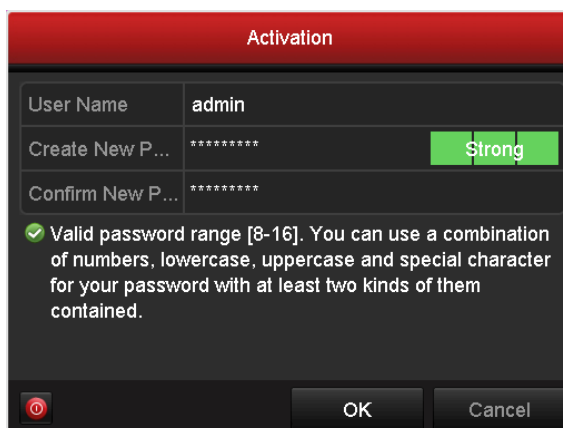 Activation
User Name admin
Create New P... ********* Strong
Confirm New P... *********
Valid password range [8-16]. You can use a combination
of numbers, lowercase, uppercase and special character
for your password with at least two kinds of them
contained.
OK Cancel